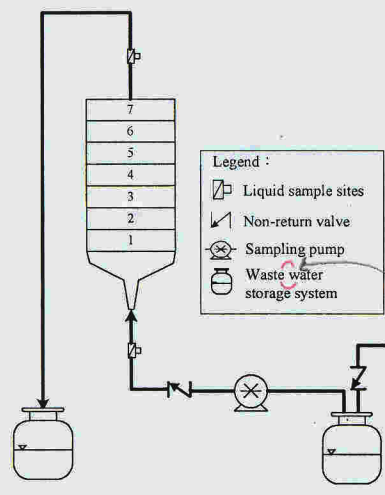 7
6
5
4
3
2
1
Legend :
Liquid sample sites
Non-return valve
Sampling pump
Waste water
storage system